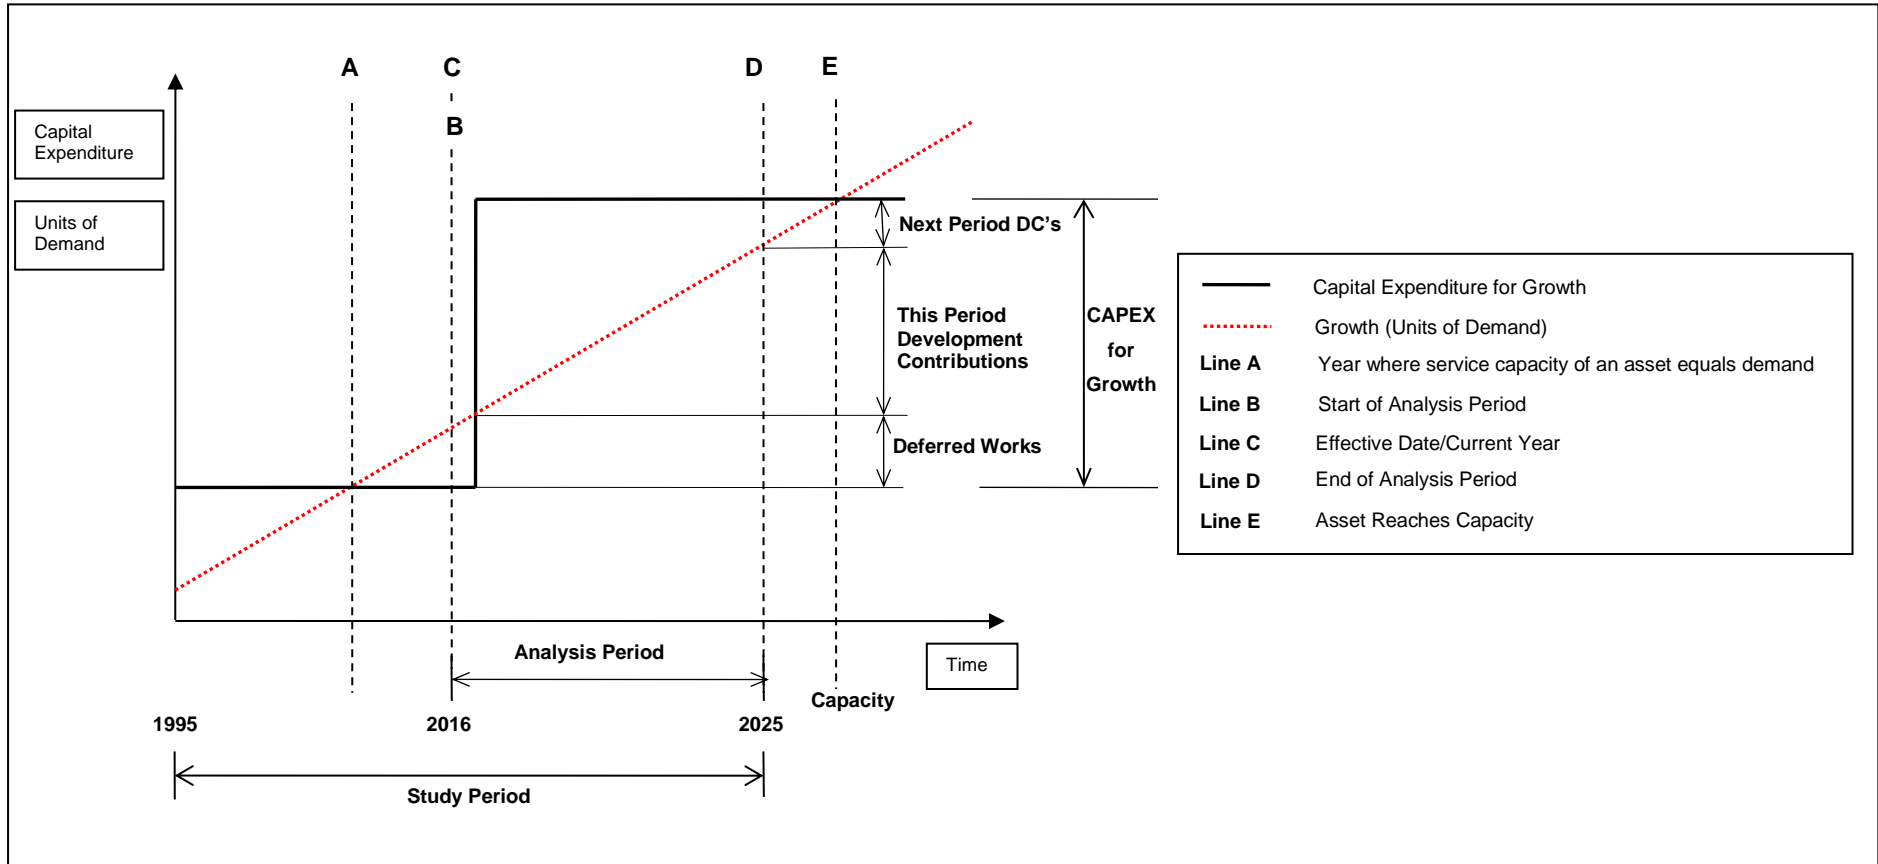 A
C
D
E
B
Capital
Expenditure
Units of
Demand
Next Period DC's
This Period
Development
Contributions
Deferred Works
CAPEX
for
Growth
Capital Expenditure for Growth
Growth (Units of Demand)
Line A Year where service capacity of an asset equals demand
Line B Start of Analysis Period
Line C Effective Date/Current Year
Line D End of Analysis Period
Line E Asset Reaches Capacity
Analysis Period
Time
Capacity
1995
2016
2025
Study Period